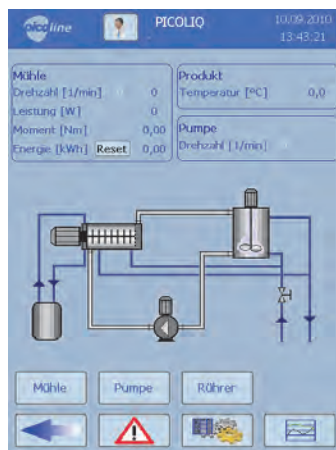 picoline PICOLIQ 10.09.2010
13:43:21
Mühle
Drehzahl [1/min] 0
Leistung [W] 0
Moment [Nm] 0,00
Energie [kWh] Reset 0,00
Produkt
Temperatur [ºC] 0,0
Pumpe
Drehzahl [1/min]
Mühle Pumpe Rührer